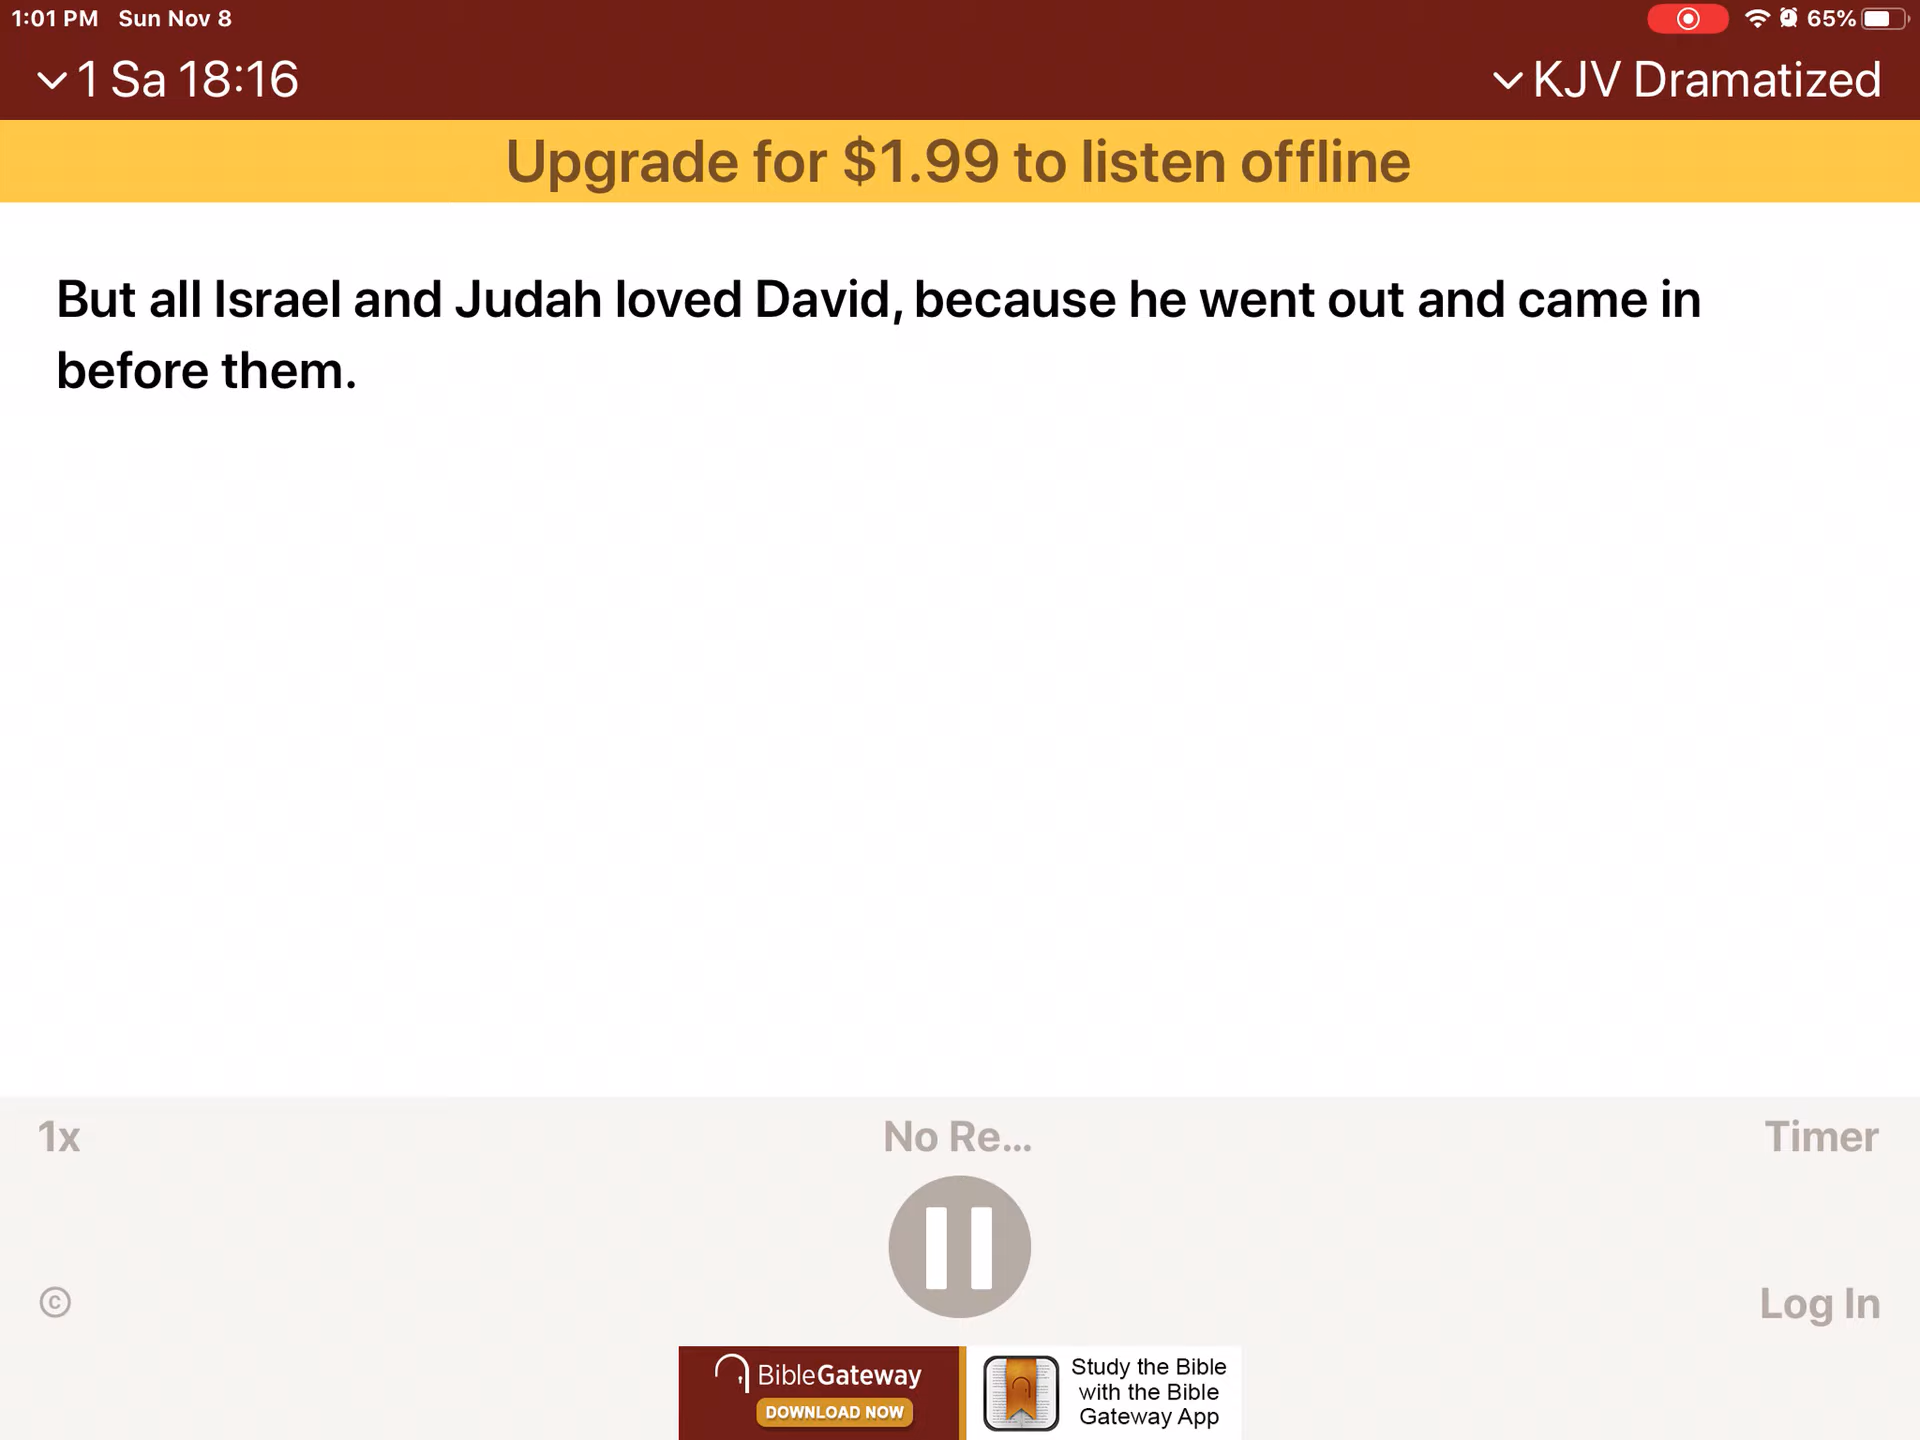 1:01 PM Sun Nov 8
65%
1 Sa 18:16
KJV Dramatized
Upgrade for $1.99 to listen offline
But all Israel and Judah loved David, because he went out and came in
before them.
1x
No Re...
Timer
©
Log In
BibleGateway
DOWNLOAD NOW
Study the Bible
with the Bible
Gateway App